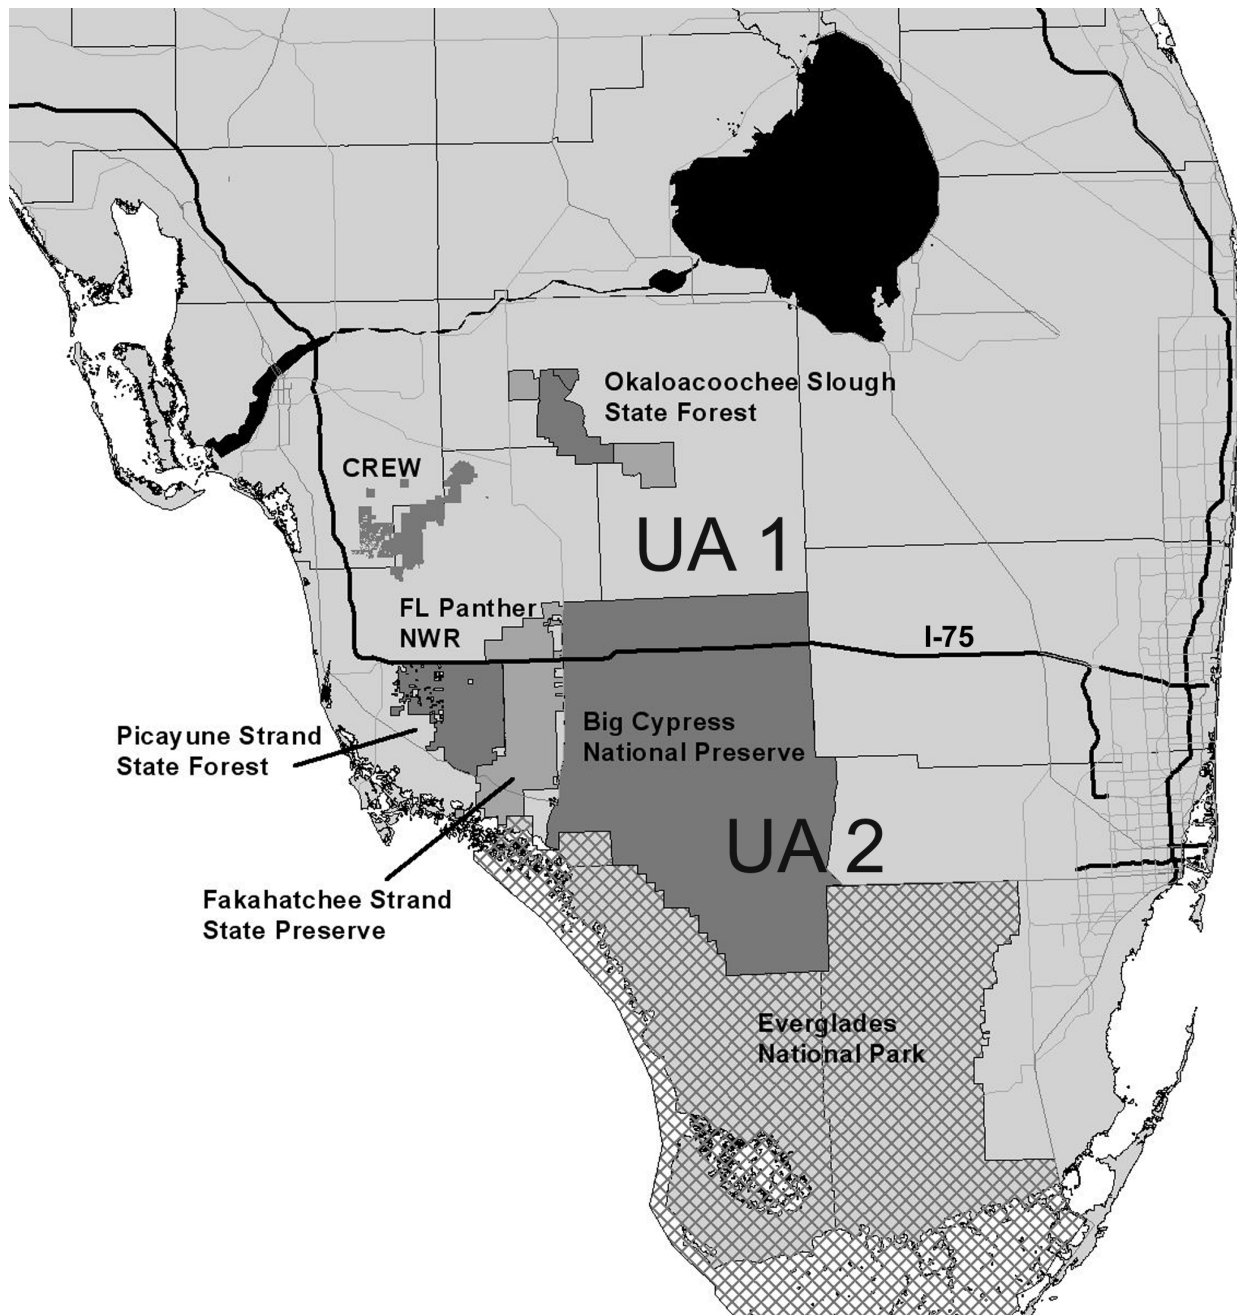 Okaloacoochee Slough
State Forest
CREW
UA 1
FL Panther
NWR
I-75
Picayune Strand
State Forest
Big Cypress
National Preserve
UA 2
Fakahatchee Strand
State Preserve
Everglades
National Park